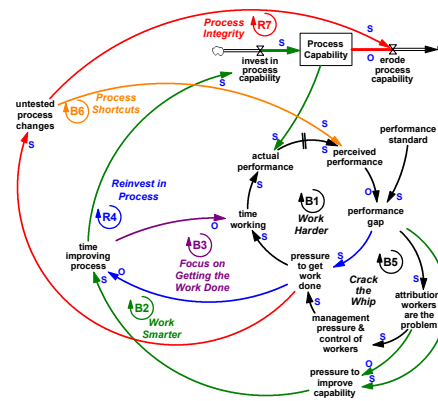 Process
Integrity
R7
S
S
Process
Capability
S
O
invest in
process
capability
erode
process
capability
S
untested
process
changes
S
B6
Process
Shortcuts
S
S
S
actual
performance
perceived
performance
performance
standard
S
O
S
B1
Work
Harder
performance
gap
Reinvest in
Process
R4
O
time
working
S
S
S
B3
Focus on
Getting the
Work Done
time
improving
process
S
O
pressure
to get
work
done
S
B5
Crack
the
Whip
S
attribution
workers
are the
problem
B2
Work
Smarter
management
pressure &
control of
workers
S
O
S
pressure to
improve
capability